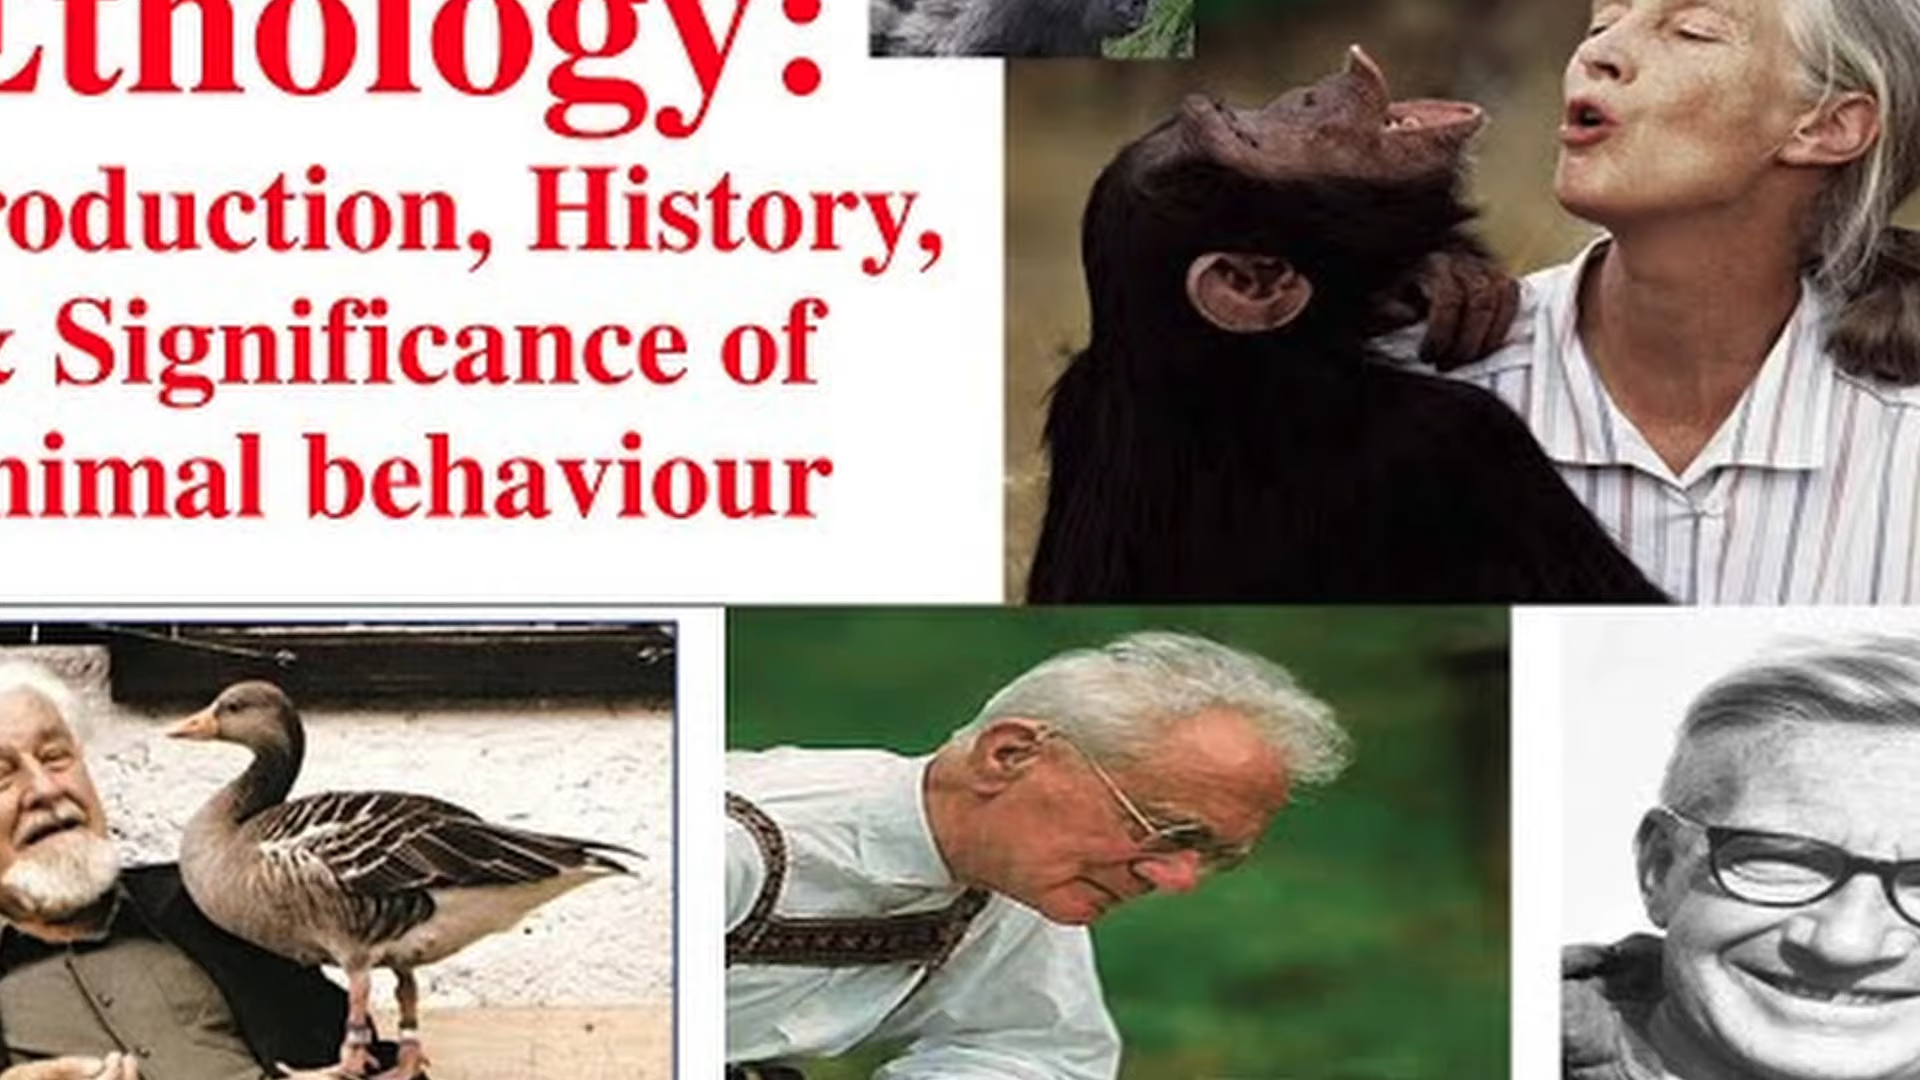 Ethology:
roduction, History,
& Significance of
nimal behaviour